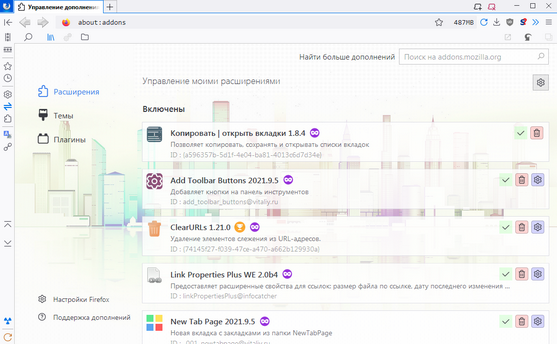 Управление дополнени
about:addons
487MB
Найти больше дополнений
Поиск на addons.mozilla.org
Управление моими расширениями
Расширения
Темы
Плагины
Включены
Копировать | открыть вкладки 1.8.4
Позволяет копировать, сохранять и открывать списки вкладок
ID : {a596357b-5d1f-4e04-ba81-4013c6d7d34e}
Add Toolbar Buttons 2021.9.5
Добавляет кнопки на панель инструментов
ID : add_toolbar_buttons@vitaliy.ru
ClearURLs 1.21.0
Удаление элементов слежения из URL-адресов.
ID : {74145f27-f039-47ce-a470-a662b129930a}
Link Properties Plus WE 2.0b4
Предоставляет расширенные свойства для ссылок: размер файла по ссылке, дату последнего изменения ...
ID : linkPropertiesPlus@infocatcher
New Tab Page 2021.9.5
Новая вкладка с закладками из папки NewTabPage
Настройки Firefox
Поддержка дополнений